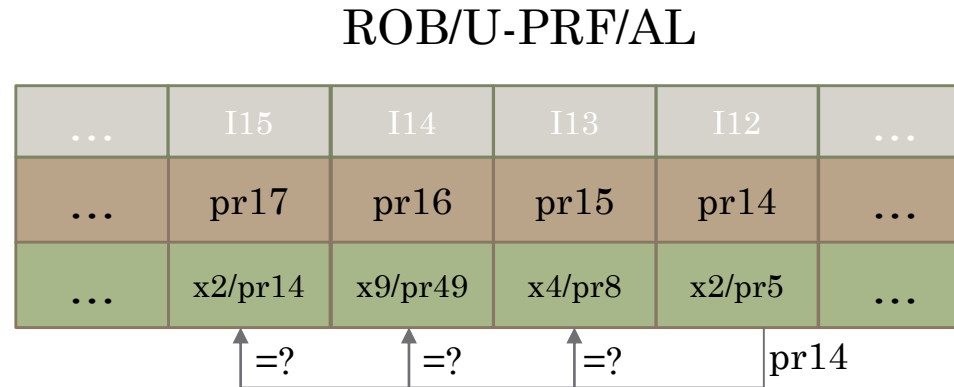 ROB/U-PRF/AL
... I15 I14 I13 I12 ...
... pr17 pr16 pr15 pr14 ...
... x2/pr14 x9/pr49 x4/pr8 x2/pr5 ...
=? =? =? pr14